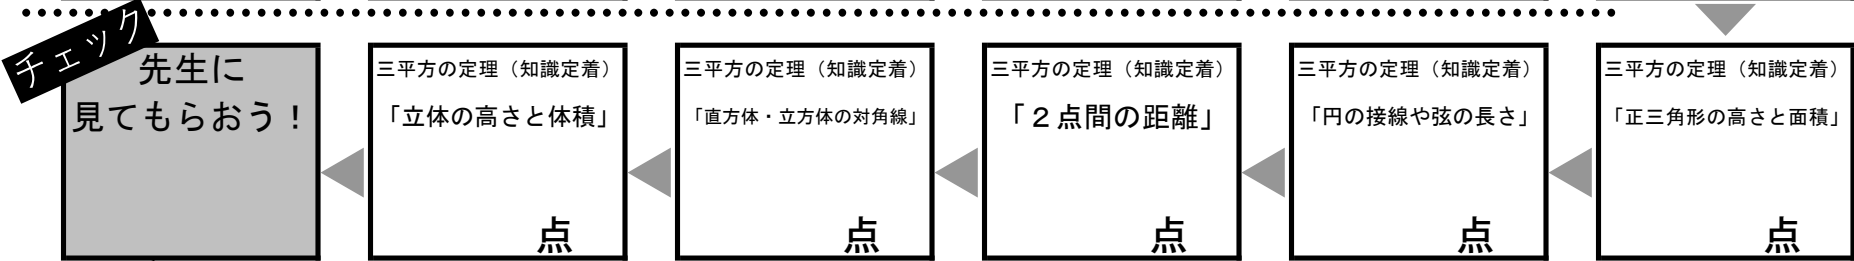 チェック
先生に
見てもらおう！
三平方の定理（知識定着）
「立体の高さと体積」
点
三平方の定理（知識定着）
「直方体・立方体の対角線」
点
三平方の定理（知識定着）
「２点間の距離」
点
三平方の定理（知識定着）
「円の接線や弦の長さ」
点
三平方の定理（知識定着）
「正三角形の高さと面積」
点